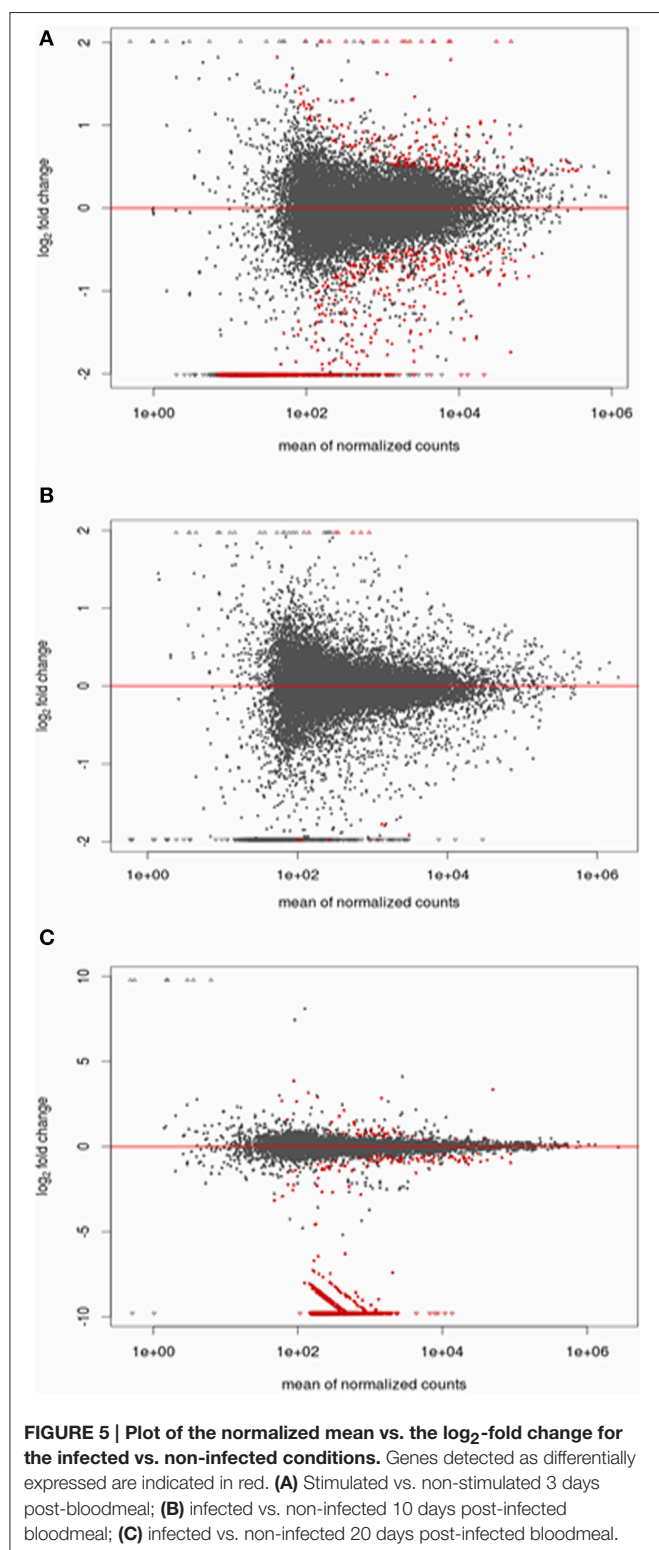 A
2
1
0
-1
-2
log2 fold change
1e+00 1e+02 1e+04 1e+06
mean of normalized counts
B
2
1
0
-1
-2
log2 fold change
1e+00 1e+02 1e+04 1e+06
mean of normalized counts
C
10
5
0
-5
-10
log2 fold change
1e+00 1e+02 1e+04 1e+06
mean of normalized counts
FIGURE 5 | Plot of the normalized mean vs. the log2-fold change for
the infected vs. non-infected conditions. Genes detected as differentially
expressed are indicated in red. (A) Stimulated vs. non-stimulated 3 days
post-bloodmeal; (B) infected vs. non-infected 10 days post-infected
bloodmeal; (C) infected vs. non-infected 20 days post-infected bloodmeal.